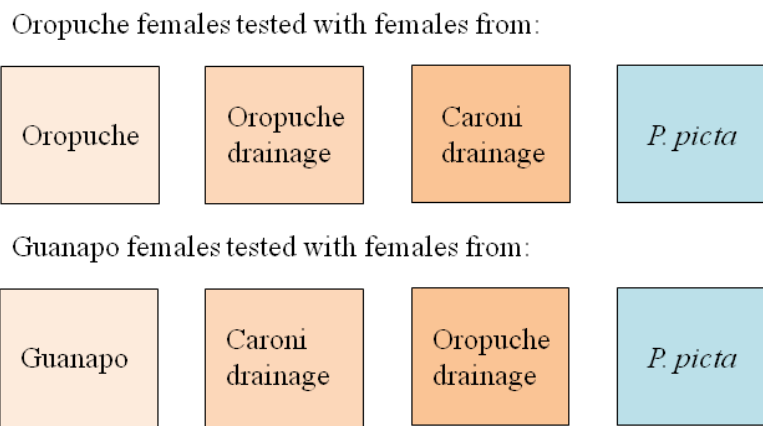 Oropuche females tested with females from:
Oropuche
Oropuche
drainage
Caroni
drainage
P. picta
Guanapo females tested with females from:
Guanapo
Caroni
drainage
Oropuche
drainage
P. picta